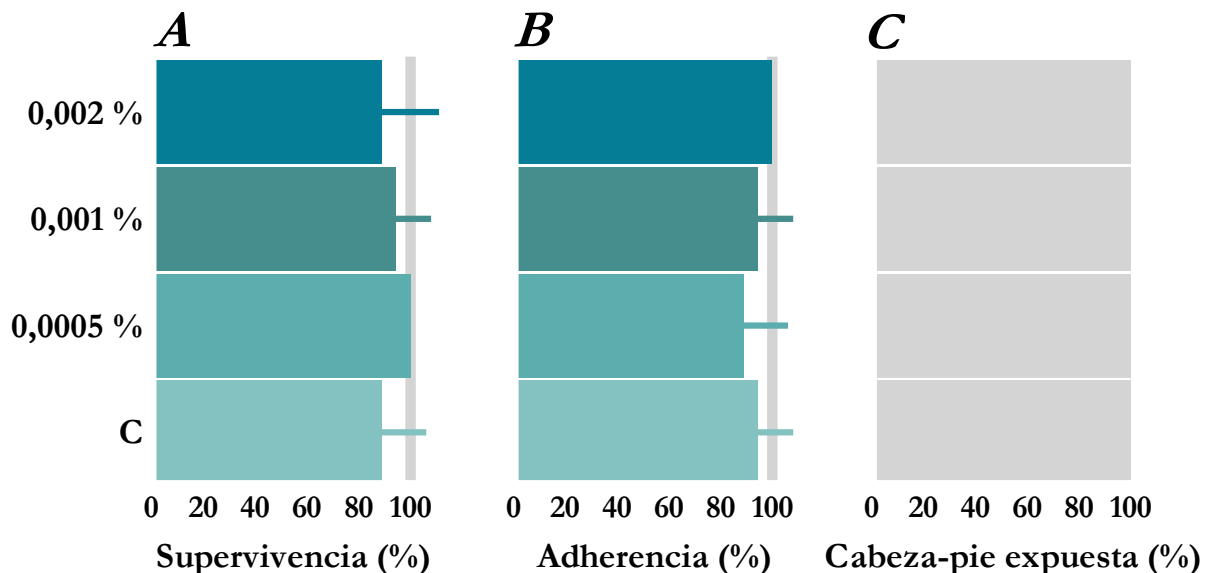 A B C
0,002 %
0,001 %
0,0005 %
C
0 20 40 60 80 100 0 20 40 60 80 100 0 20 40 60 80 100
Supervivencia (%) Adherencia (%) Cabeza-pie expuesta (%)